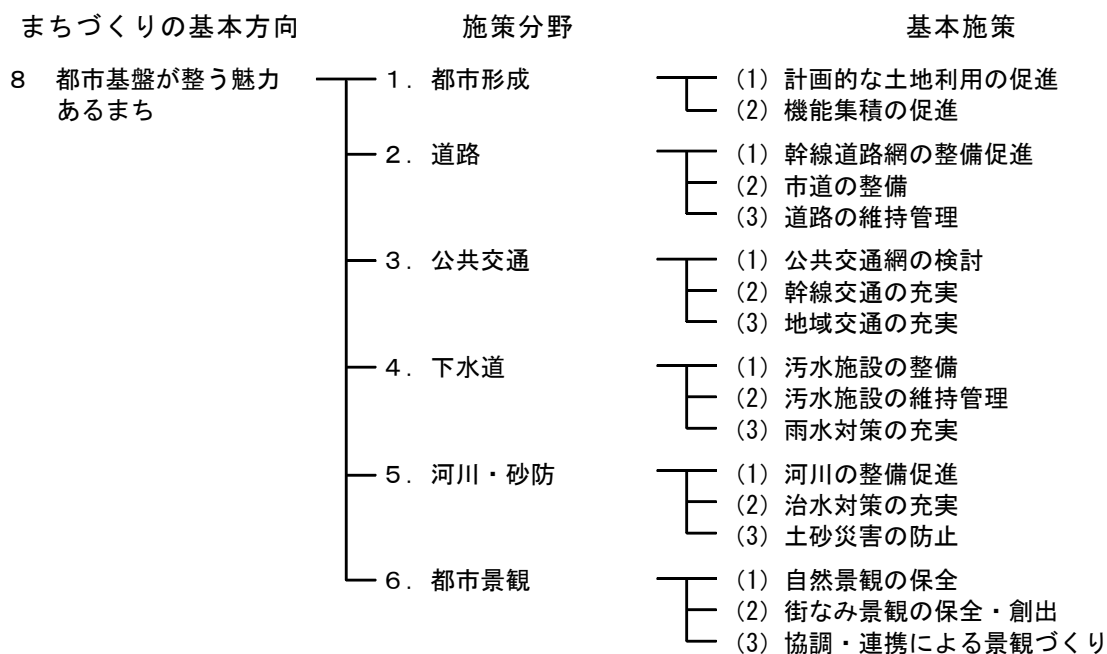 まちづくりの基本方向　施策分野　基本施策
８　都市基盤が整う魅力　１．都市形成　(1) 計画的な土地利用の促進
あるまち　(2) 機能集積の促進
２．道路　(1) 幹線道路網の整備促進
(2) 市道の整備
(3) 道路の維持管理
３．公共交通　(1) 公共交通網の検討
(2) 幹線交通の充実
(3) 地域交通の充実
４．下水道　(1) 汚水施設の整備
(2) 汚水施設の維持管理
(3) 雨水対策の充実
５．河川・砂防　(1) 河川の整備促進
(2) 治水対策の充実
(3) 土砂災害の防止
６．都市景観　(1) 自然景観の保全
(2) 街なみ景観の保全・創出
(3) 協調・連携による景観づくり